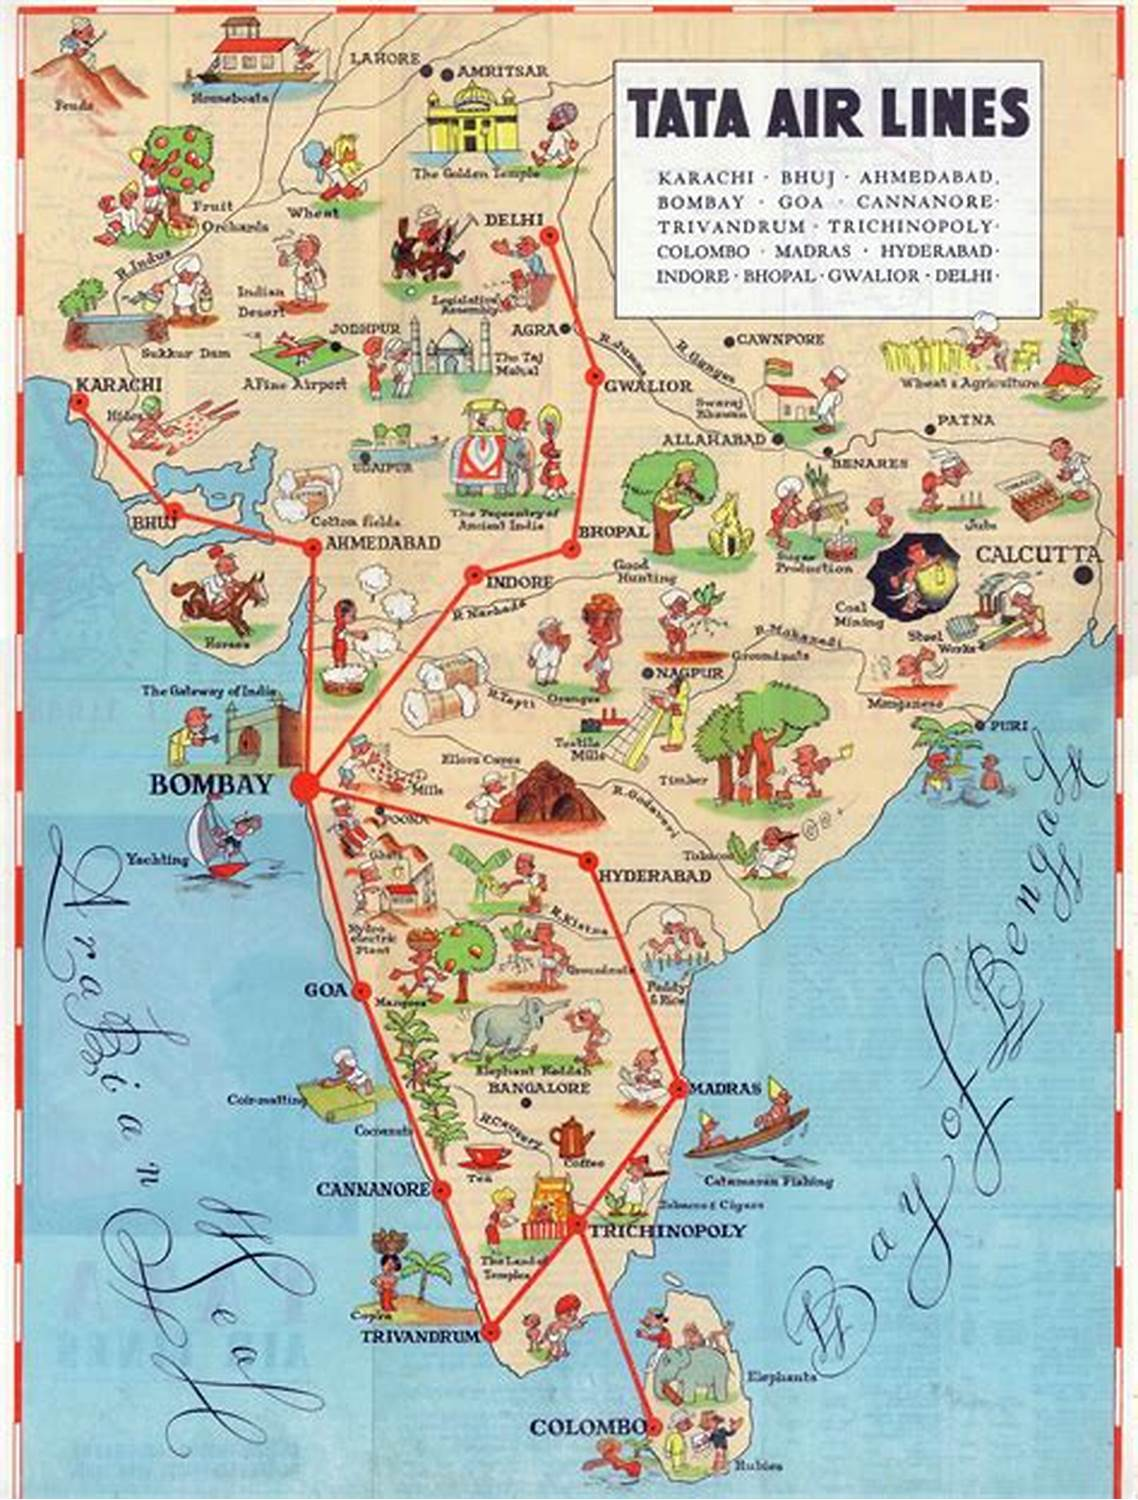 LAHORE
AMRITSAR
Feuds
Houseboats
TATA AIR LINES
KARACHI · BHUJ · AHMEDABAD,
BOMBAY · GOA · CANNANORE·
TRIVANDRUM · TRICHINOPOLY·
COLOMBO · MADRAS · HYDERABAD·
INDORE · BHOPAL · GWALIOR · DELHI·
The Golden Temple
Fruit
Orchards
Wheat
DELHI
R. Indus
Indian
Desert
Legislative
Assembly
Sukkur Dam
JODHPUR
AGRA
R. Jumna
R. Ganges
CAWNPORE
A Fine Airport
The Taj
Mahal
KARACHI
GWALIOR
Wheat & Agriculture
Hides
Swaraj
Bhawan
PATNA
ALLAHABAD
UDAIPUR
BENARES
BHUJ
Cotton fields
The Pageantry of
Ancient India
Jute
TOBACCO
AHMEDABAD
BHOPAL
Sugar
Production
CALCUTTA
INDORE
Good
Hunting
R. Narbada
Coal
Mining
Steel
Works
Horses
R. Mohanadi
Groundnuts
NAGPUR
The Gateway of India
R. Tapti
Oranges
Manganese
PURI
Textile
Mills
BOMBAY
Mills
Ellora Caves
Timber
R. Godavari
POONA
Yachting
Ghats
Tobacco
HYDERABAD
Hydro-
electric
Plant
R. Kistna
Groundnuts
Paddy
& Rice
GOA
Mangoes
Arabian Sea
Bay of Bengal
Elephant Keddah
BANGALORE
MADRAS
Coir-matting
Coconuts
R. Cauvery
Coffee
Tea
Catamaran Fishing
CANNANORE
Tobacco & Cigars
TRICHINOPOLY
The Land of
Temples
Copra
TRIVANDRUM
Elephants
COLOMBO
Rubies